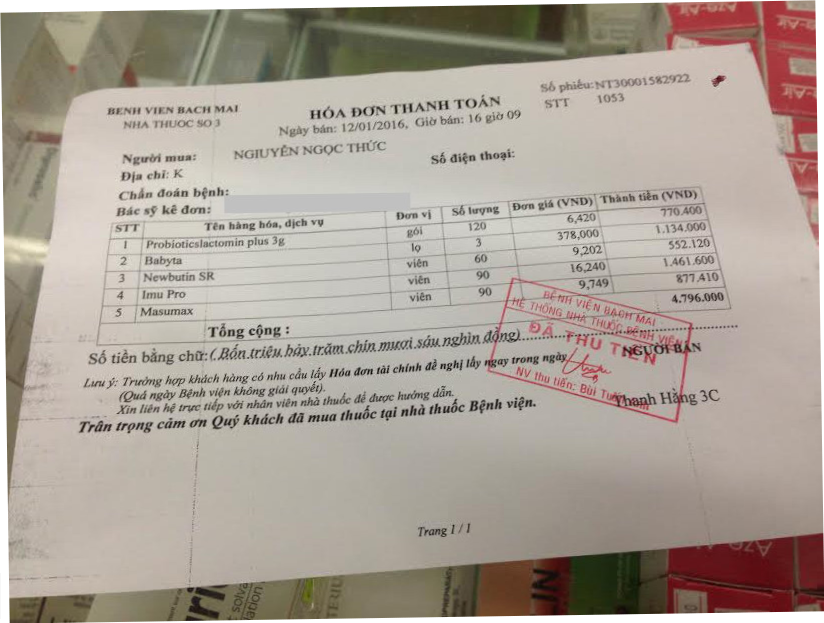 BENH VIEN BACH MAI
NHA THUOC SO 3
HÓA ĐƠN THANH TOÁN
Ngày bán: 12/01/2016, Giờ bán: 16 giờ 09
Số phiếu: NT30001582922
STT 1053
Người mua: NGIUYỄN NGỌC THỨC
Số điện thoại:
Địa chỉ: K
Chẩn đoán bệnh:
Bác sỹ kê đơn:
STT Tên hàng hóa, dịch vụ Đơn vị Số lượng Đơn giá (VND) Thành tiền (VND)
1 Probioticslactomin plus 3g gói 120 6,420 770.400
2 Babyta lọ 3 378,000 1.134.000
3 Newbutin SR viên 60 9,202 552.120
4 Imu Pro viên 90 16,240 1.461.600
5 Masumax viên 90 9,749 877.410
Tổng cộng : 4.796.000
Số tiền bằng chữ: ( Bốn triệu bảy trăm chín mươi sáu nghìn đồng)
Lưu ý: Trường hợp khách hàng có nhu cầu lấy Hóa đơn tài chính đề nghị lấy ngay trong ngày
(Quá ngày Bệnh viện không giải quyết).
Xin liên hệ trực tiếp với nhân viên nhà thuốc để được hướng dẫn.
Trân trọng cảm ơn Quý khách đã mua thuốc tại nhà thuốc Bệnh viện.
NGƯỜI BÁN
Thanh Hằng 3C
BỆNH VIỆN BẠCH MAI
HỆ THỐNG NHÀ THUỐC BỆNH VIỆN
ĐÃ THU TIỀN
NV thu tiền: Bùi Tuấn
Trang 1 / 1